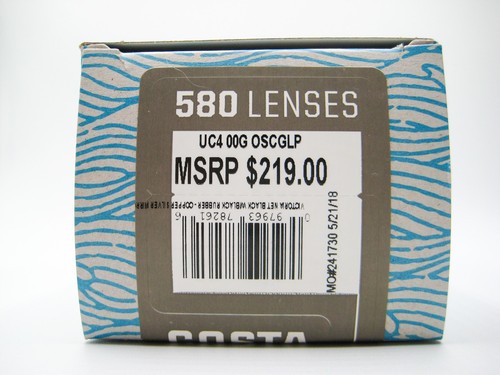 580 LENSES
UC4 00G OSCGLP
MSRP $219.00
VICTORIA NET BLACK W/BLACK RUBBER - COPPER SILVER MIRR
0 97963 78261 6
MO#241730 5/21/18
COSTA